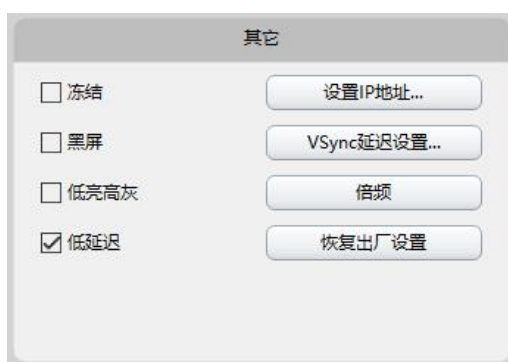 其它
冻结
设置IP地址...
黑屏
VSync延迟设置...
低亮高灰
倍频
低延迟
恢复出厂设置